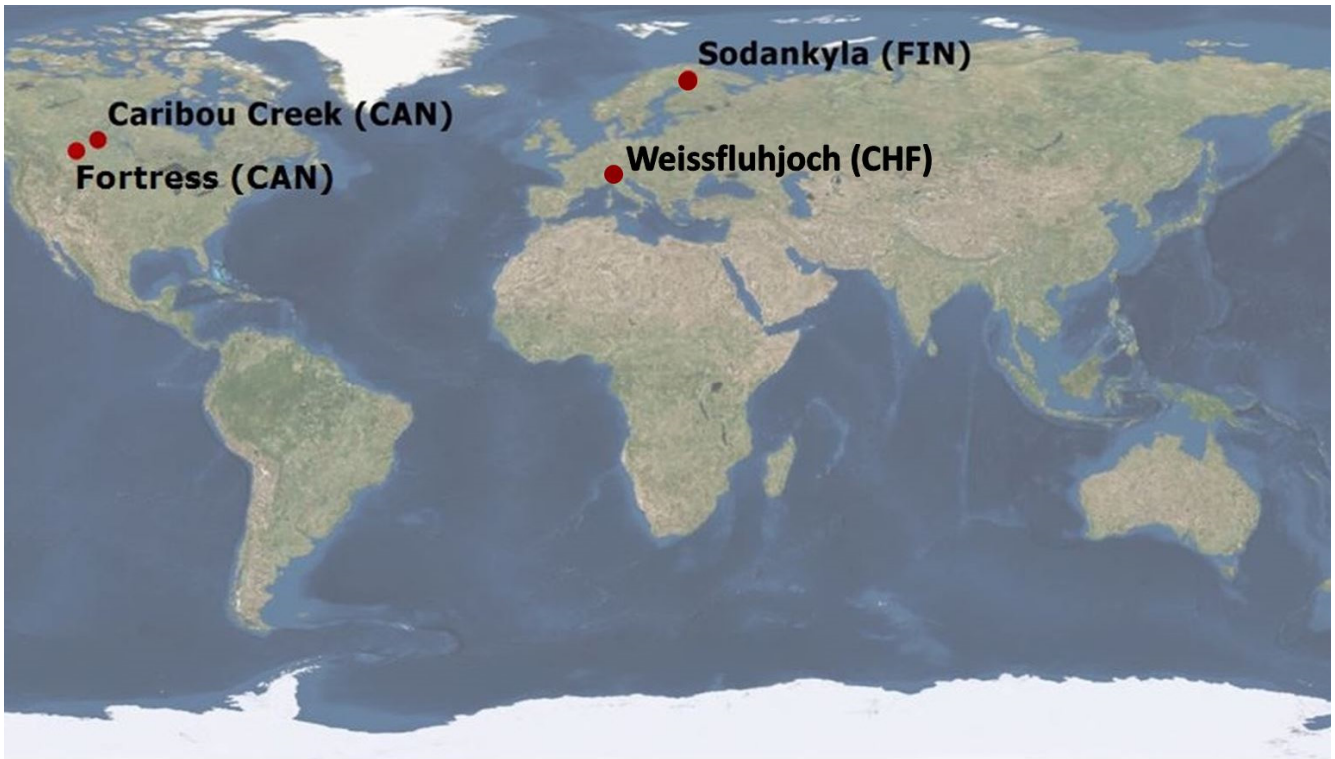 Sodankyla (FIN)
Caribou Creek (CAN)
Weissfluhjoch (CHF)
Fortress (CAN)